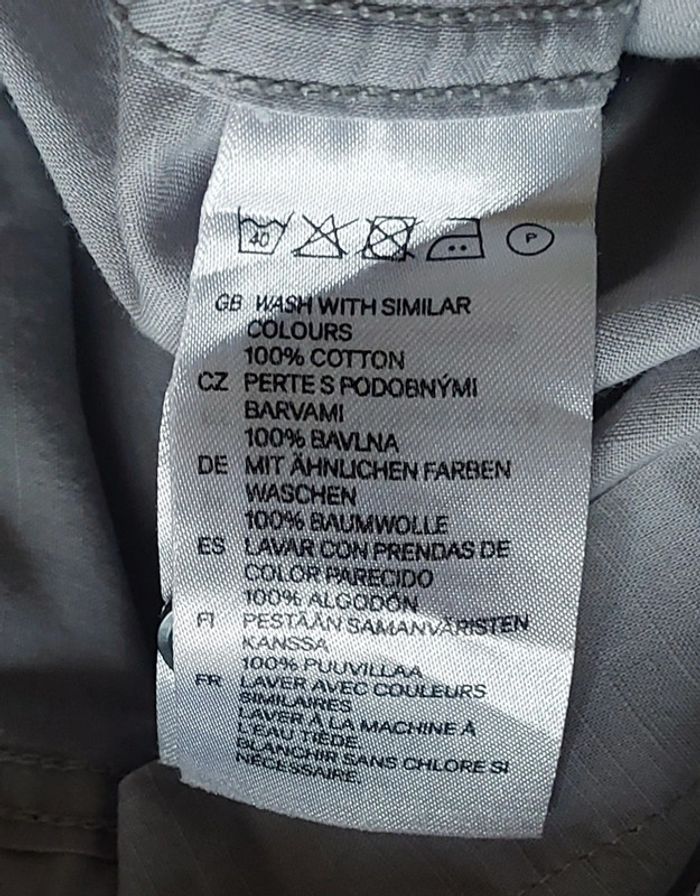 40
P
GB WASH WITH SIMILAR
COLOURS
100% COTTON
CZ PERTE S PODOBNÝMI
BARVAMI
100% BAVLNA
DE MIT ÄHNLICHEN FARBEN
WASCHEN
100% BAUMWOLLE
ES LAVAR CON PRENDAS DE
COLOR PARECIDO
100% ALGODÓN
FI PESTÄÄN SAMANVÄRISTEN
KANSSA
100% PUUVILLAA
FR LAVER AVEC COULEURS
SIMILAIRES
LAVER À LA MACHINE À
L'EAU TIÈDE.
BLANCHIR SANS CHLORE SI
NÉCESSAIRE.